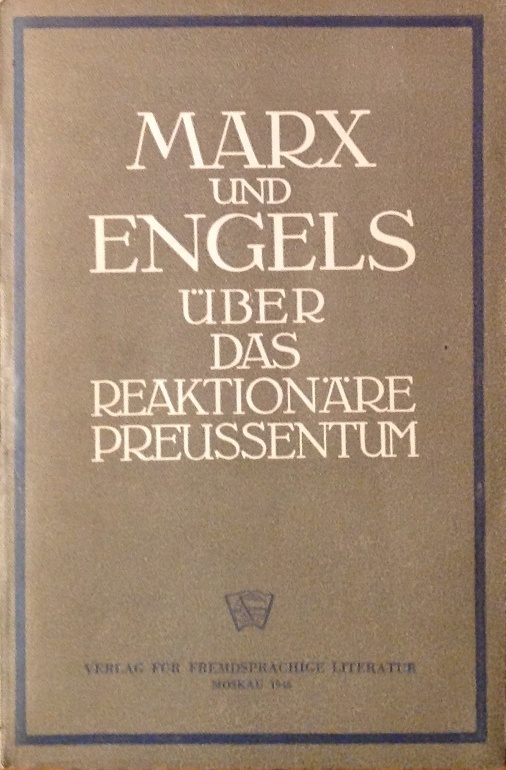 MARX
UND
ENGELS
ÜBER
DAS
REAKTIONÄRE
PREUSSENTUM
VERLAG FÜR FREMDSPRACHIGE LITERATUR
MOSKAU